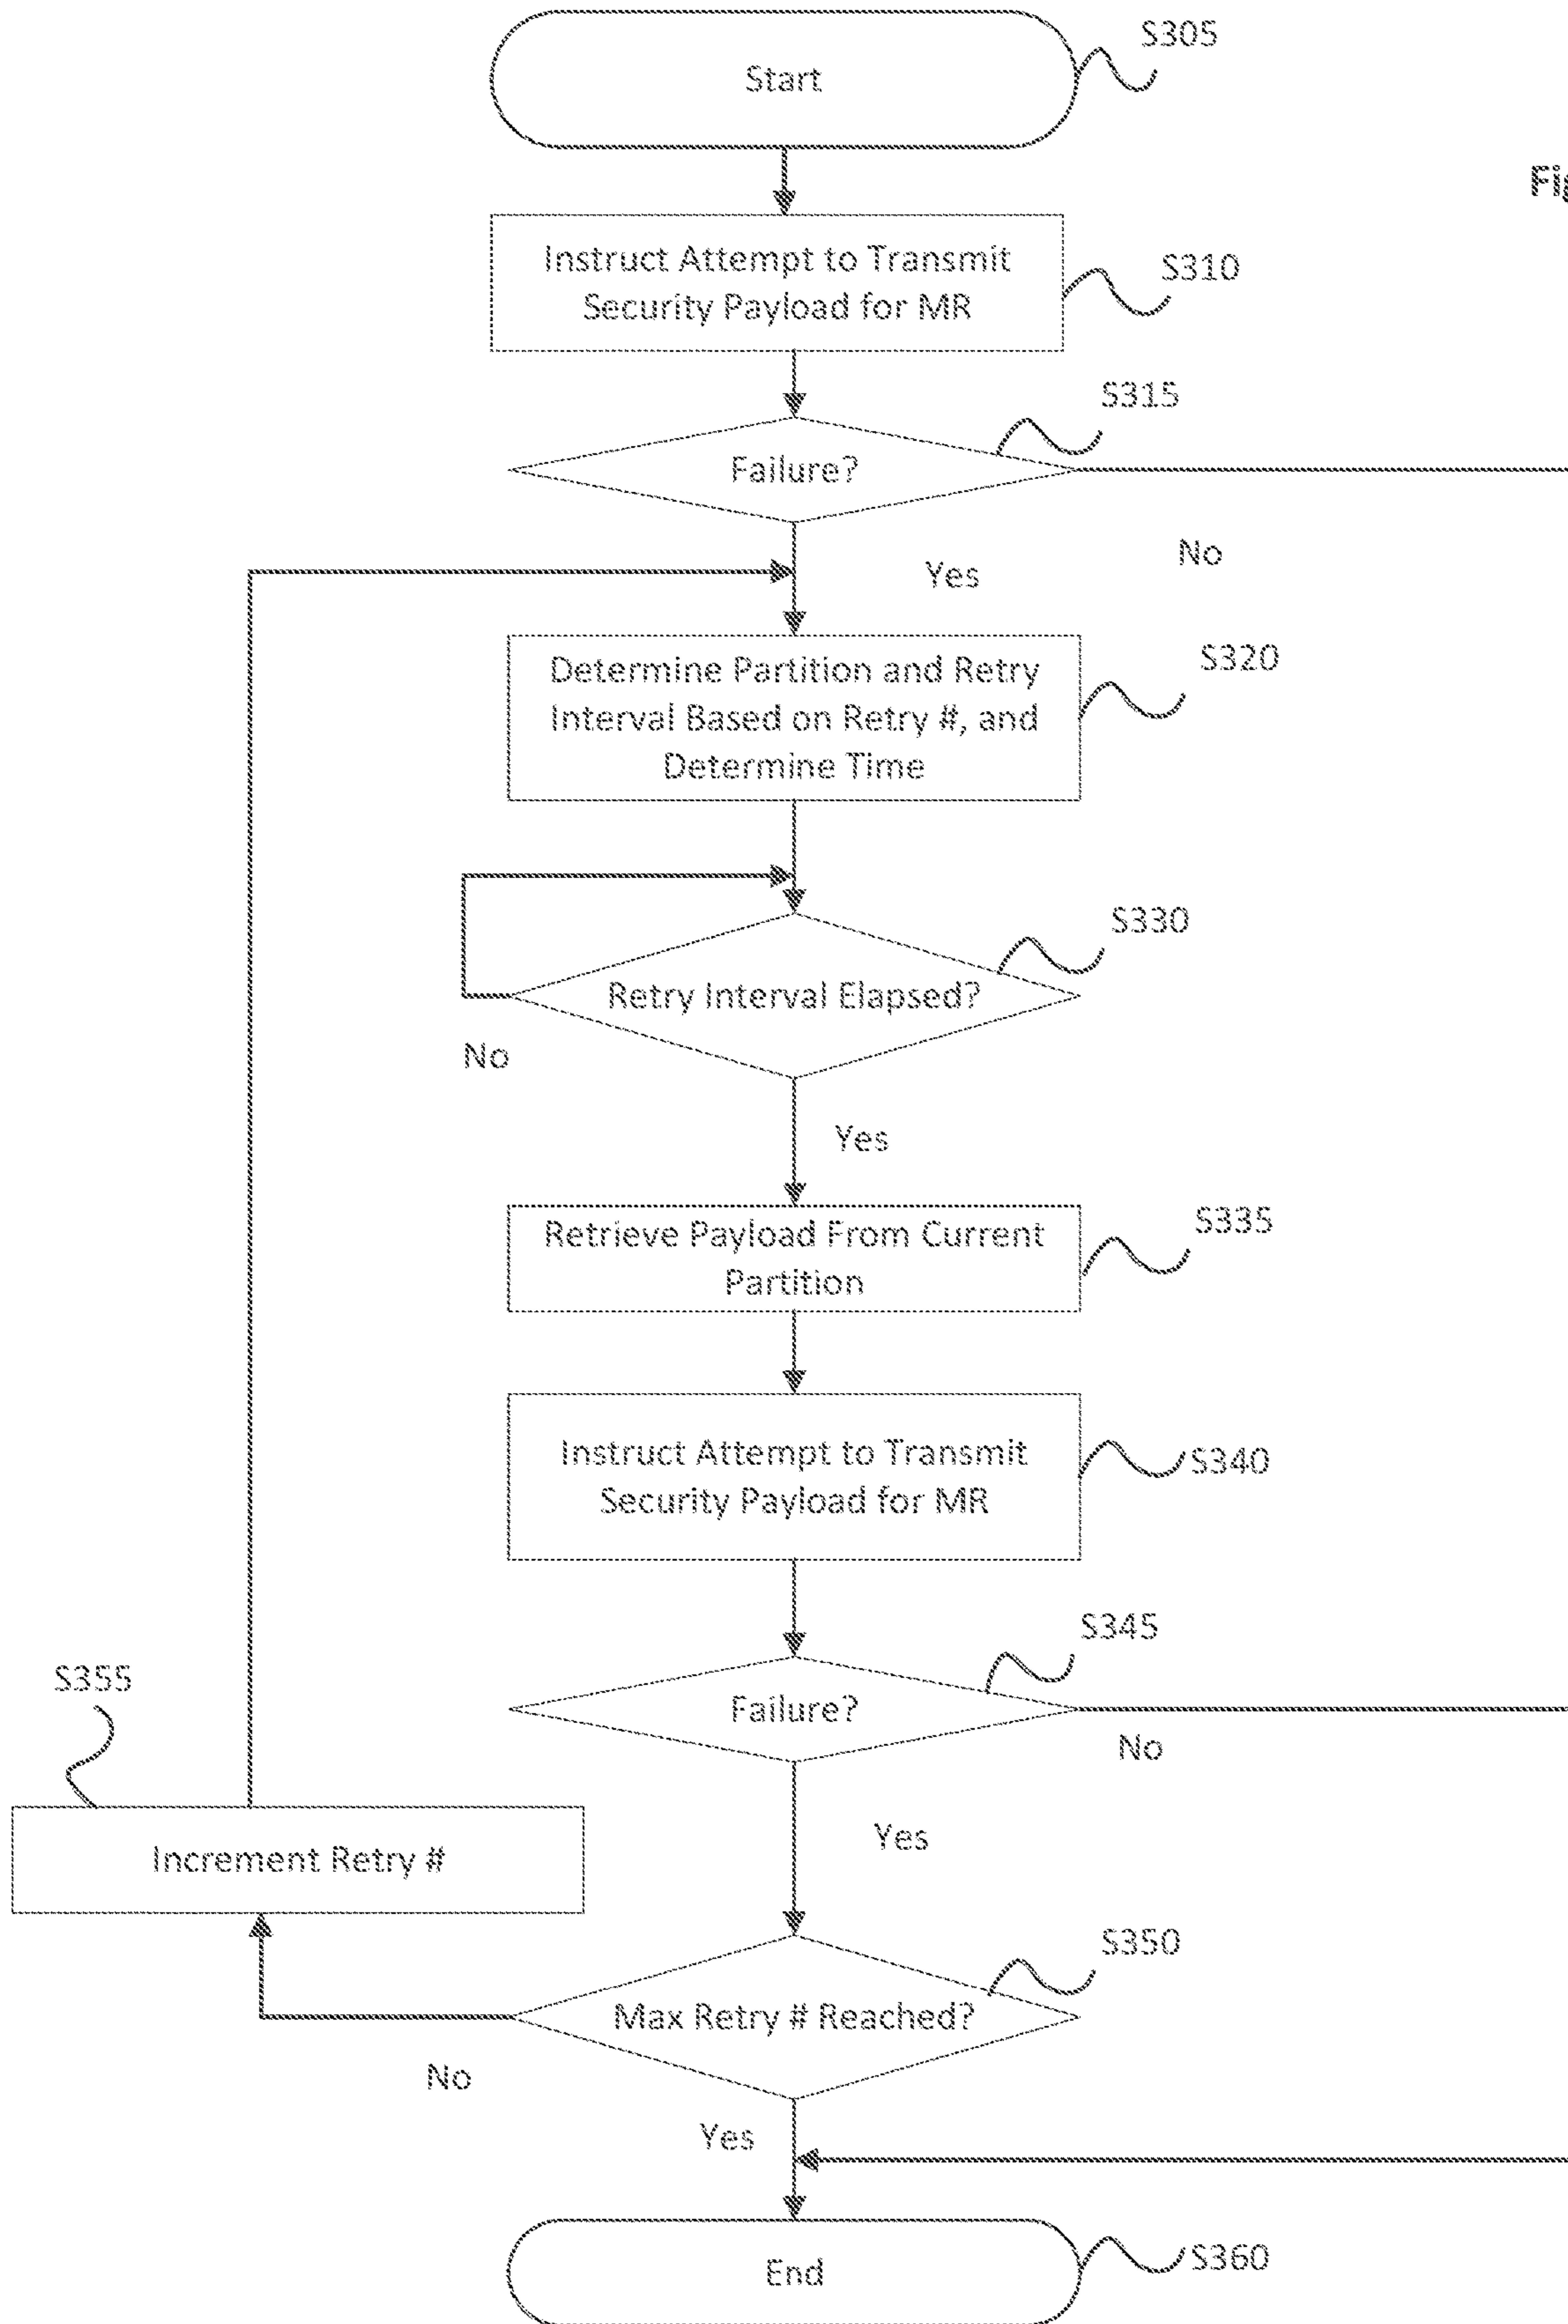 Start
S305
Fig
Instruct Attempt to Transmit
Security Payload for MR
S310
S315
Failure?
No
Yes
Determine Partition and Retry
Interval Based on Retry #, and
Determine Time
S320
S330
Retry Interval Elapsed?
No
Yes
Retrieve Payload From Current
Partition
S335
Instruct Attempt to Transmit
Security Payload for MR
S340
S345
Failure?
No
S355
Yes
Increment Retry #
S350
Max Retry # Reached?
No
Yes
End
S360